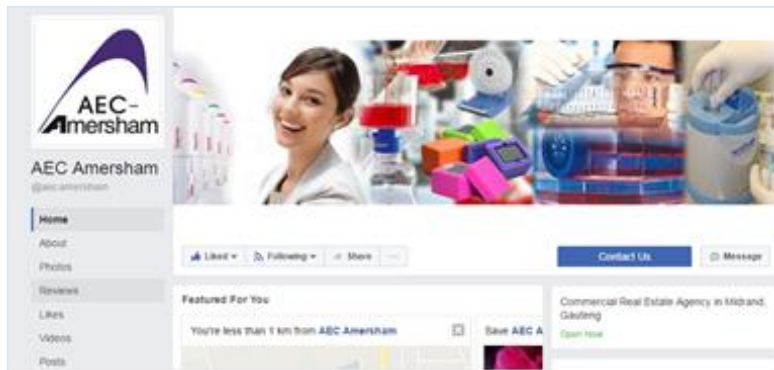 AEC-
Amersham
AEC Amersham
@aecamersham
Home
About
Photos
Reviews
Likes
Videos
Posts
Liked
Following
Share
Contact Us
Message
Featured For You
You're less than 1 km from AEC Amersham
Save AEC A
Commercial Real Estate Agency in Midrand,
Gauteng
Open Now